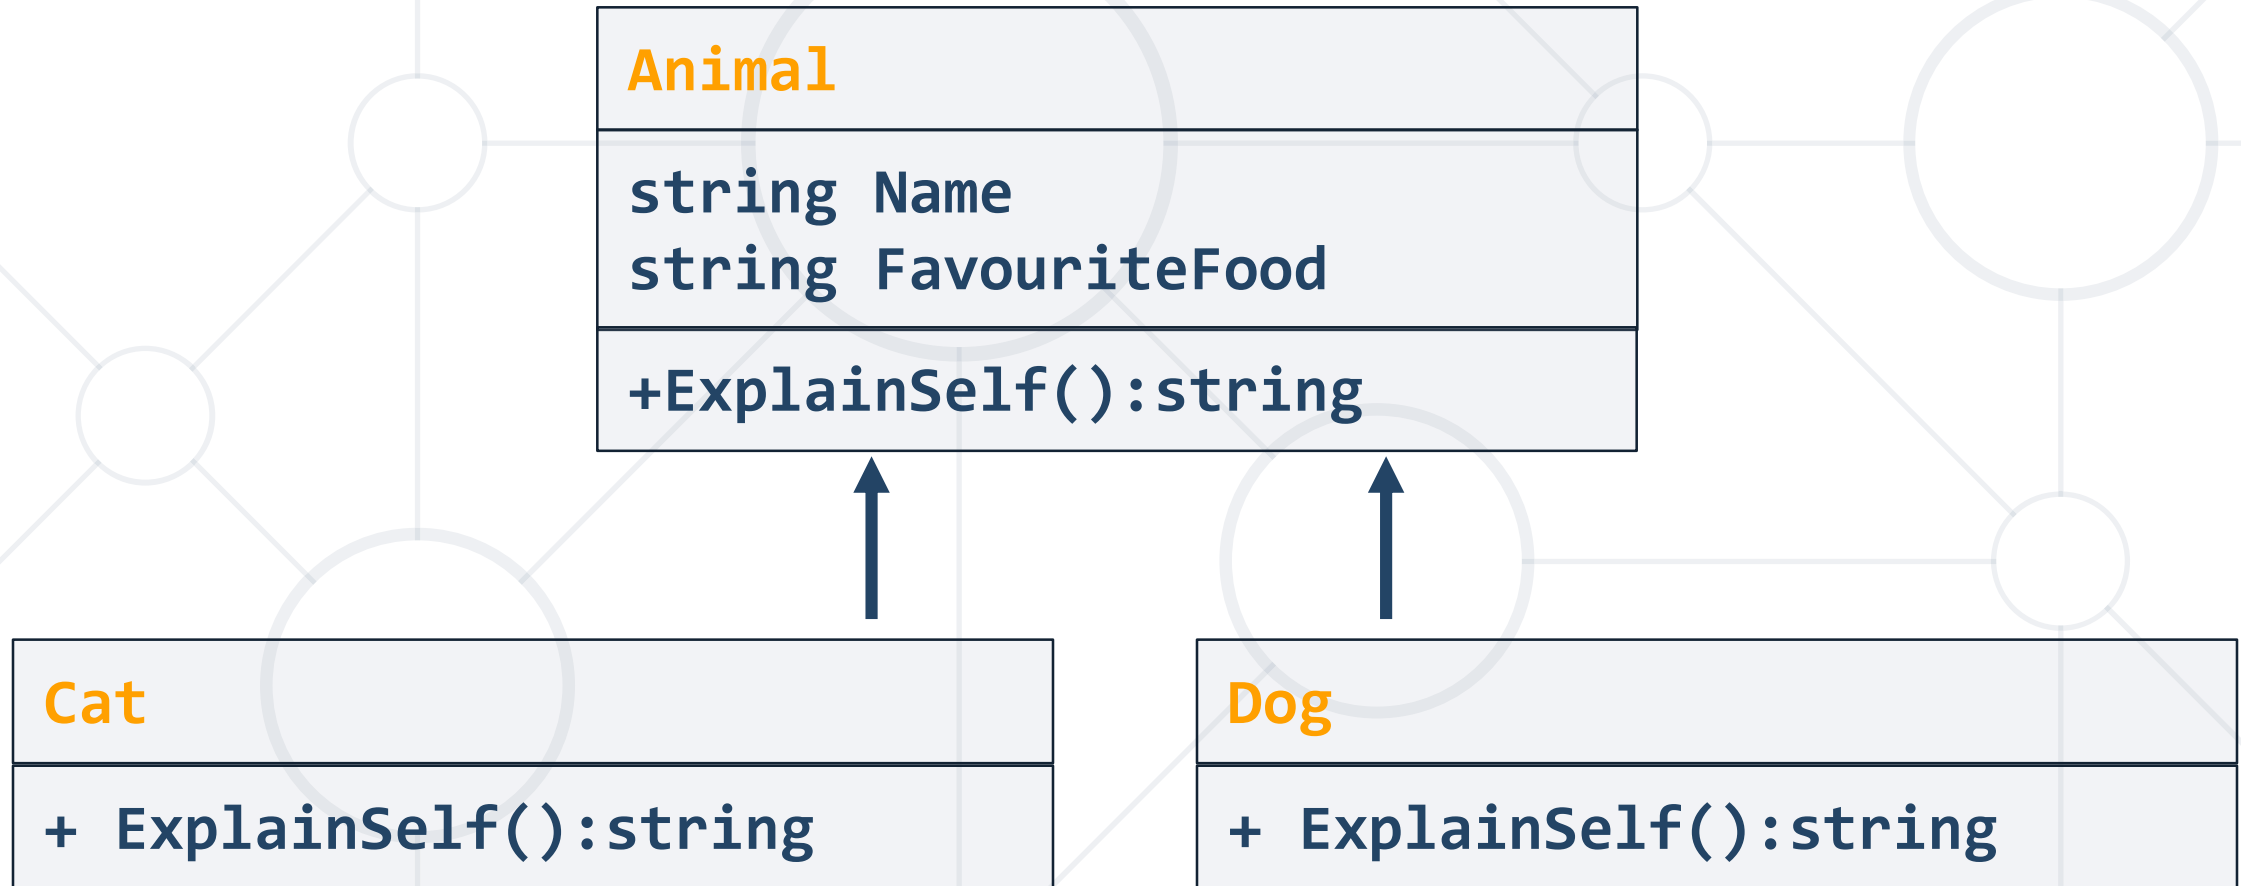 Animal
string Name
string FavouriteFood
+ExplainSelf():string
Cat
+ ExplainSelf():string
Dog
+ ExplainSelf():string